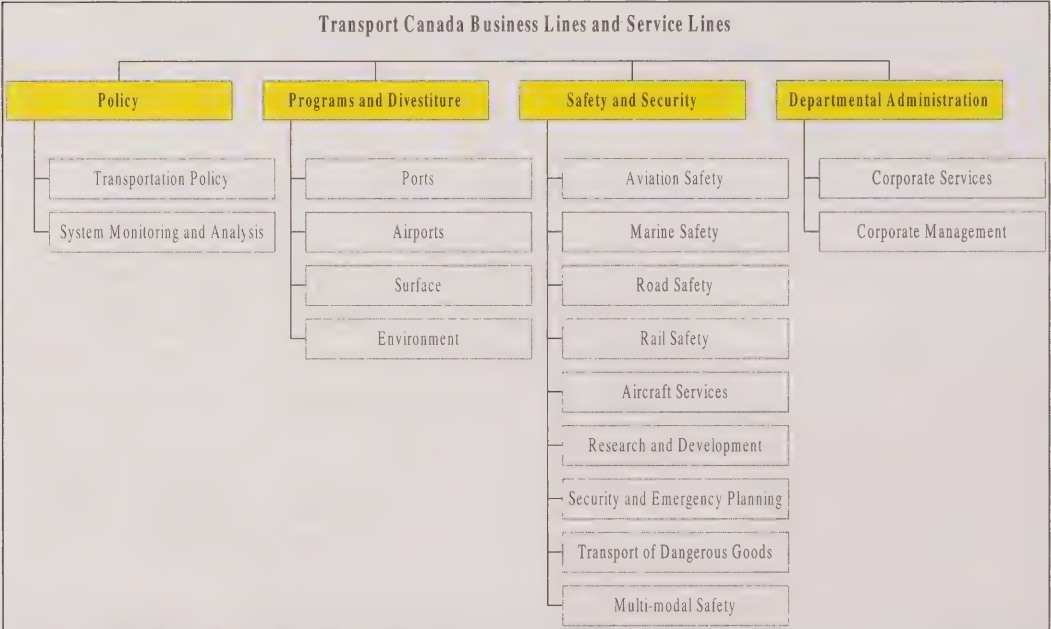 Transport Canada Business Lines and Service Lines
Policy
Transportation Policy
System Monitoring and Analysis
Programs and Divestiture
Ports
Airports
Surface
Environment
Safety and Security
Aviation Safety
Marine Safety
Road Safety
Rail Safety
Aircraft Services
Research and Development
Security and Emergency Planning
Transport of Dangerous Goods
Multi-modal Safety
Departmental Administration
Corporate Services
Corporate Management